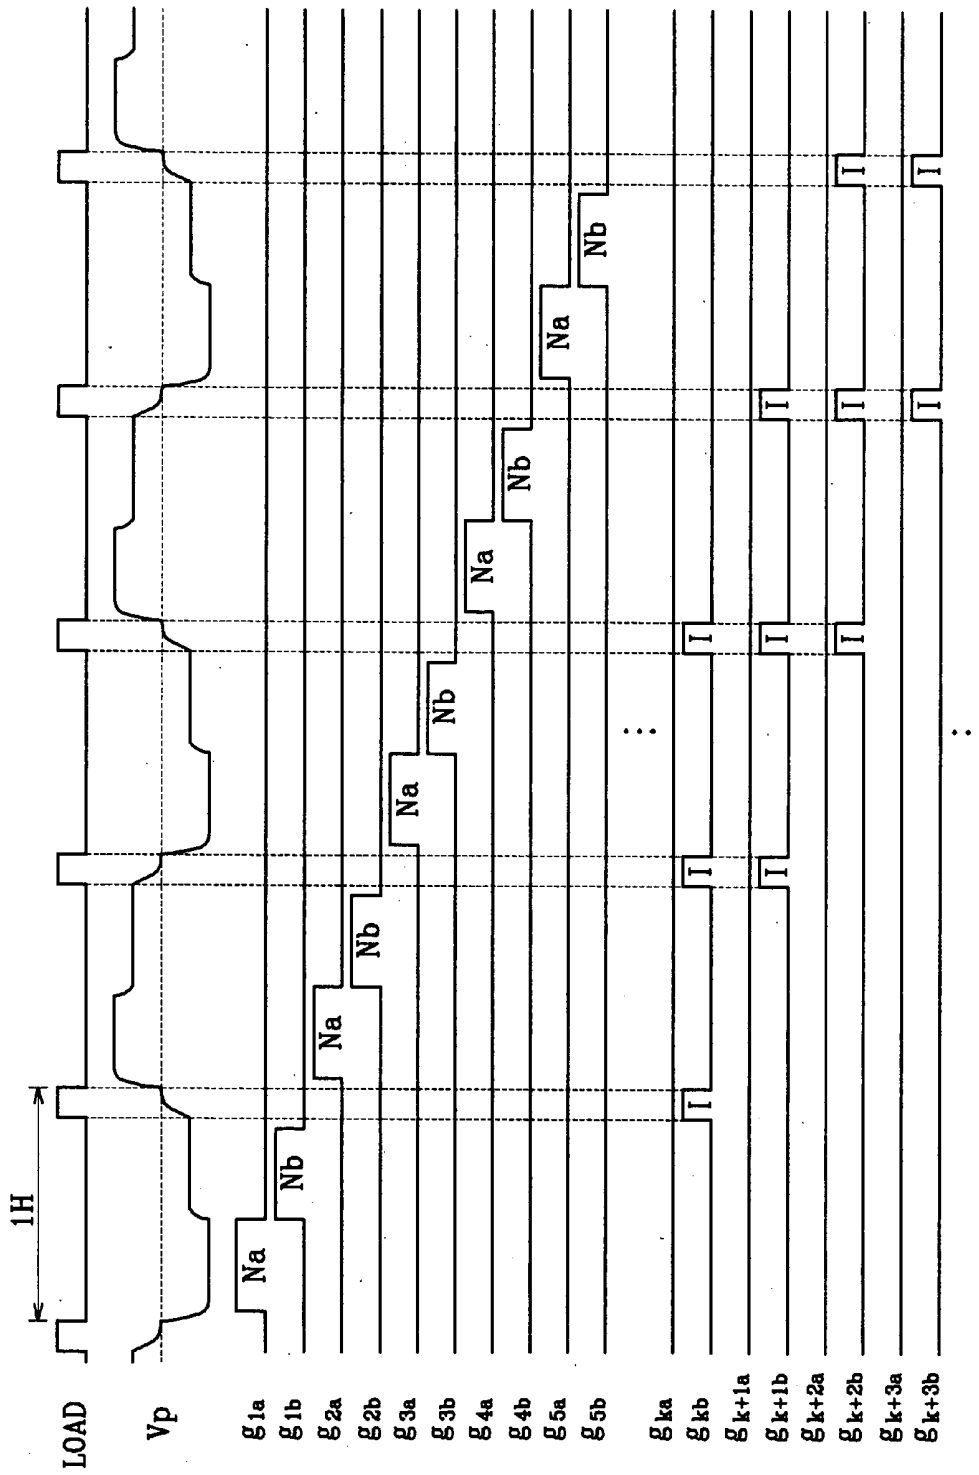 1H
LOAD
Vp
g1a Na
g1b Nb
g2a Na
g2b Nb
g3a Na
g3b Nb
g4a Na
g4b Nb
g5a Na
g5b Nb
gka
gkb I I I
gk+1a
gk+1b I I I
gk+2a
gk+2b I I I
gk+3a
gk+3b I I